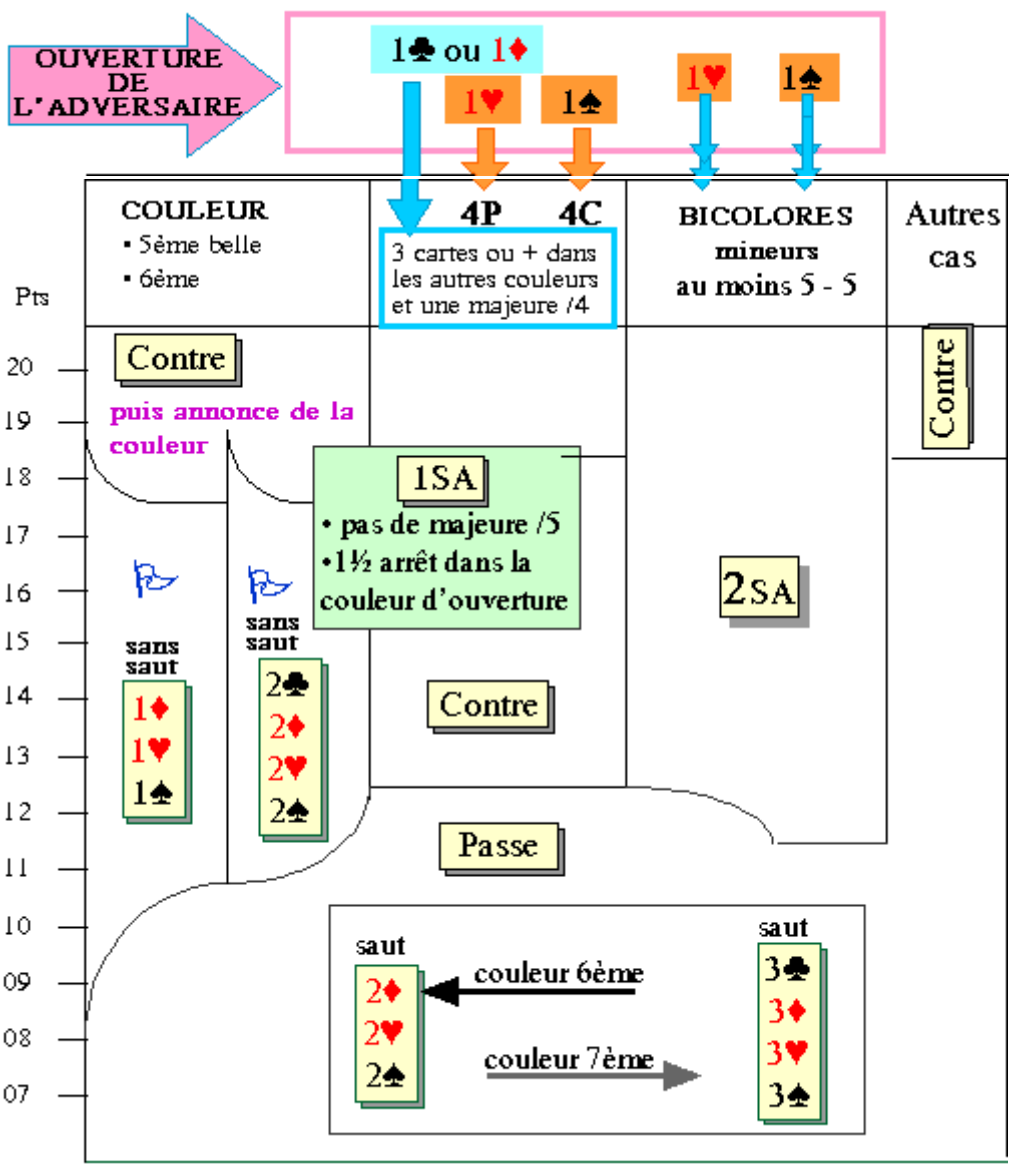 OUVERTURE
DE
L'ADVERSAIRE
1♣ ou 1♦
1♥
1♠
1♥
1♠
COULEUR
▪ 5ème belle
▪ 6ème
4P
4C
3 cartes ou + dans
les autres couleurs
et une majeure /4
BICOLORES
mineurs
au moins 5 - 5
Autres
cas
Pts
20
19
18
17
16
15
14
13
12
11
10
09
08
07
Contre
puis annonce de la
couleur
sans
saut
1♦
1♥
1♠
sans
saut
2♣
2♦
2♥
2♠
1SA
• pas de majeure /5
•1½ arrêt dans la
couleur d'ouverture
Contre
2SA
Contre
Passe
saut
2♦
2♥
2♠
couleur 6ème
couleur 7ème
saut
3♣
3♦
3♥
3♠